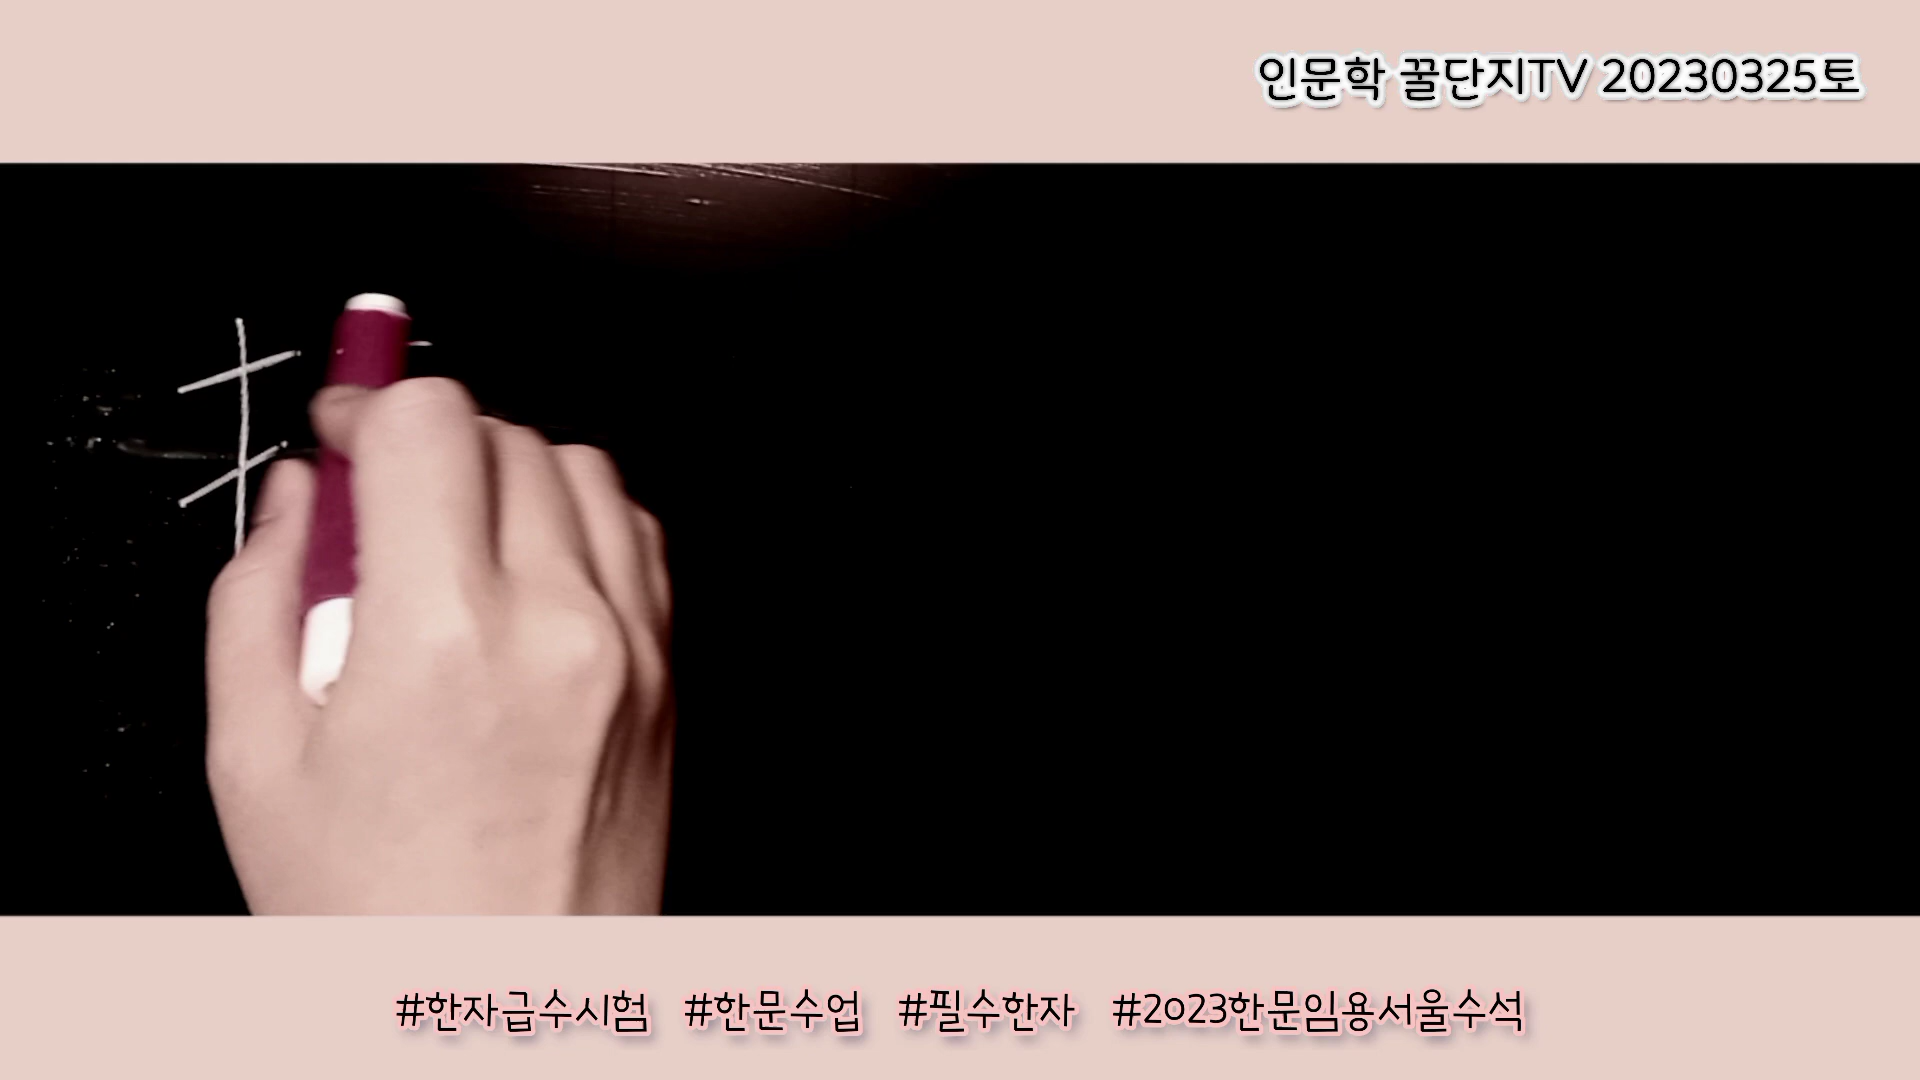 인문학 꿀단지TV 20230325토
#한자급수시험 #한문수업 #필수한자 #2o23한문임용서울수석